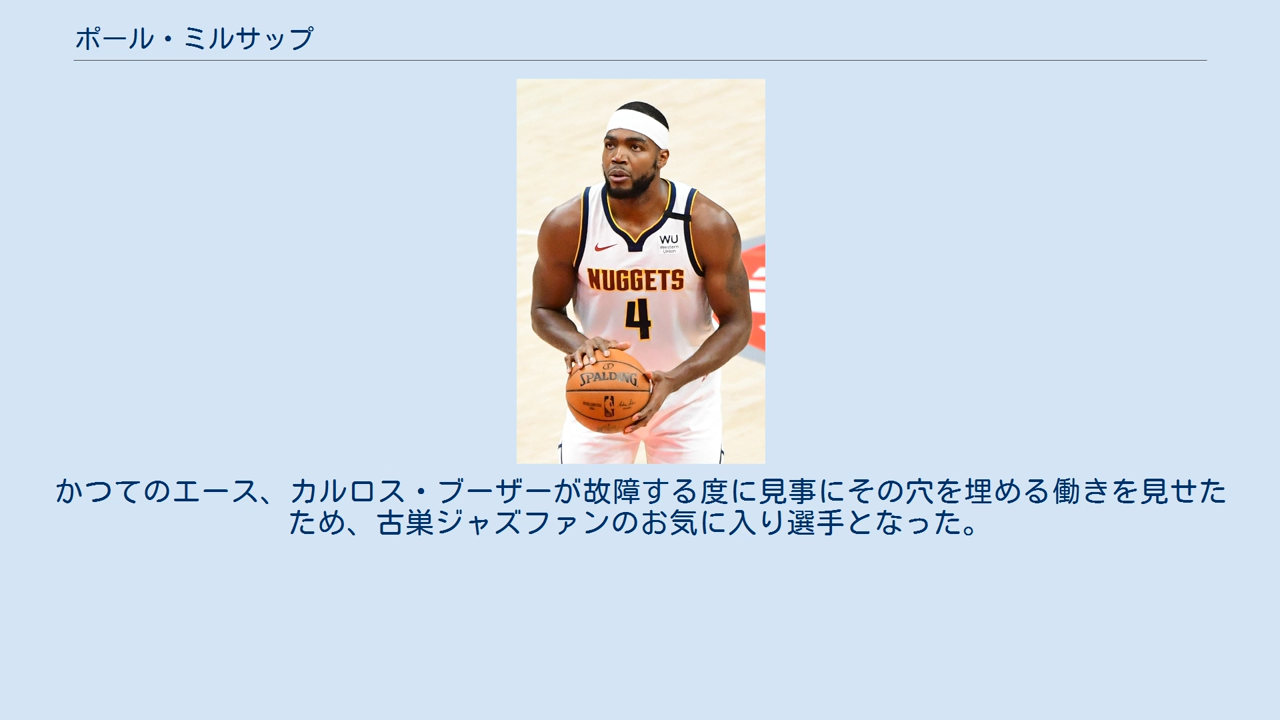 ポール・ミルサップ
WU
Western
Union
NUGGETS
4
SPALDING
かつてのエース、カルロス・ブーザーが故障する度に見事にその穴を埋める働きを見せた
ため、古巣ジャズファンのお気に入り選手となった。